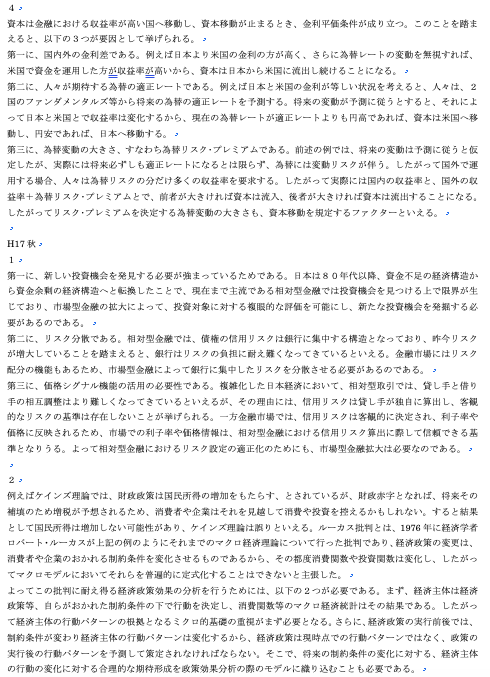 4
資本は金融における収益率が高い国へ移動し、資本移動が止まるとき、金利平価条件が成り立つ。このことを踏ま
えると、以下の３つが要因として挙げられる。
第一に、国内外の金利差である。例えば日本より米国の金利の方が高く、さらに為替レートの変動を無視すれば、
米国で資金を運用した方が収益率が高いから、資本は日本から米国に流出し続けることになる。
第二に、人々が期待する為替の適正レートである。例えば日本と米国の金利が等しい状況を考えると、人々は、２
国のファンダメンタルズ等から将来の為替の適正レートを予測する。将来の変動が予測に従うとすると、それによ
って日本と米国とで収益率は変化するから、現在の為替レートが適正レートよりも円高であれば、資本は米国へ移
動し、円安であれば、日本へ移動する。
第三に、為替変動の大きさ、すなわち為替リスク・プレミアムである。前述の例では、将来の変動は予測に従うと仮
定したが、実際には将来必ずしも適正レートになるとは限らず、為替には変動リスクが伴う。したがって国外で運
用する場合、人々は為替リスクの分だけ多くの収益率を要求する。したがって実際には国内の収益率と、国外の収
益率＋為替リスク・プレミアムとで、前者が大きければ資本は流入、後者が大きければ資本は流出することになる。
したがってリスク・プレミアムを決定する為替変動の大きさも、資本移動を規定するファクターといえる。
H17 秋
1
第一に、新しい投資機会を発見する必要が強まっているためである。日本は８０年代以降、資金不足の経済構造か
ら資金余剰の経済構造へと転換したことで、現在まで主流である相対型金融では投資機会を見つける上で限界が生
じており、市場型金融の拡大によって、投資対象に対する複眼的な評価を可能にし、新たな投資機会を発掘する必
要があるのである。
第二に、リスク分散である。相対型金融では、債権の信用リスクは銀行に集中する構造となっており、昨今リスク
が増大していることを踏まえると、銀行はリスクの負担に耐え難くなってきているといえる。金融市場にはリスク
配分の機能もあるため、市場型金融によって銀行に集中したリスクを分散させる必要があるのである。
第三に、価格シグナル機能の活用の必要性である。複雑化した日本経済において、相対型取引では、貸し手と借り
手の相互調整はより難しくなってきているといえるが、その理由には、信用リスクは貸し手が独自に算出し、客観
的なリスクの基準は存在しないことが挙げられる。一方金融市場では、信用リスクは客観的に決定され、利子率や
価格に反映されるため、市場での利子率や価格情報は、相対型金融における信用リスク算出に際して信頼できる基
準となりうる。よって相対型金融におけるリスク設定の適正化のためにも、市場型金融拡大は必要なのである。
2
例えばケインズ理論では、財政政策は国民所得の増加をもたらす、とされているが、財政赤字となれば、将来その
補填のため増税が予想されるため、消費者や企業はそれを見越して消費や投資を控えるかもしれない。すると結果
として国民所得は増加しない可能性があり、ケインズ理論は誤りといえる。ルーカス批判とは、1976 年に経済学者
ロバート・ルーカスが上記の例のようにそれまでのマクロ経済理論について行った批判であり、経済政策の変更は、
消費者や企業のおかれる制約条件を変化させるものであるから、その都度消費関数や投資関数は変化し、したがっ
てマクロモデルにおいてそれらを普遍的に定式化することはできないと主張した。
よってこの批判に耐え得る経済政策効果の分析を行うためには、以下の２つが必要である。まず、経済主体は経済
政策等、自らがおかれた制約条件の下で行動を決定し、消費関数等のマクロ経済統計はその結果である。したがっ
て経済主体の行動パターンの根拠となるミクロ的基礎の重視がまず必要となる。さらに、経済政策の実行前後では、
制約条件が変わり経済主体の行動パターンは変化するから、経済政策は現時点での行動パターンではなく、政策の
実行後の行動パターンを予測して策定されなければならない。そこで、将来の制約条件の変化に対する、経済主体
の行動の変化に対する合理的な期待形成を政策効果分析の際のモデルに織り込むことも必要である。